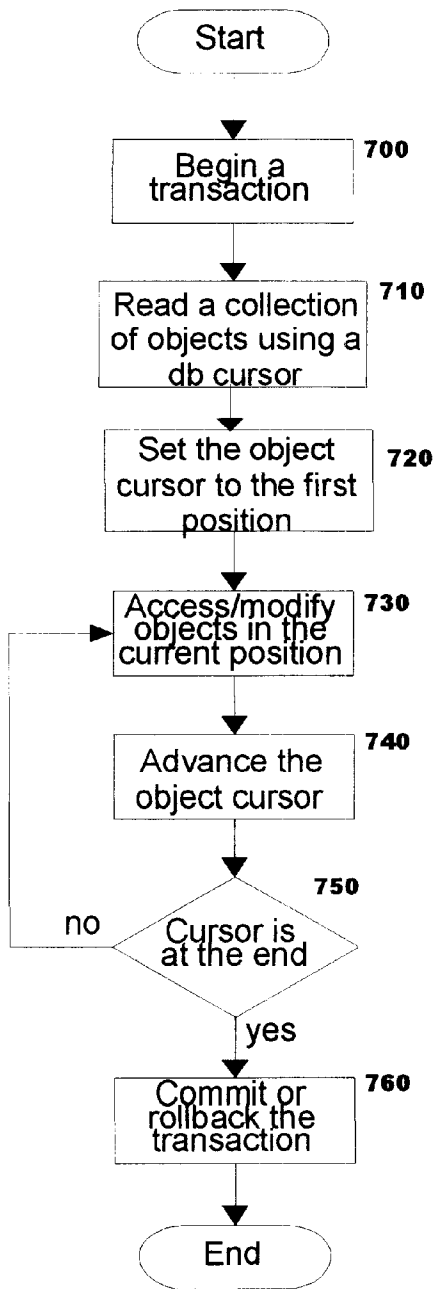 Start
700
Begin a
transaction
710
Read a collection
of objects using a
db cursor
720
Set the object
cursor to the first
position
730
Access/modify
objects in the
current position
740
Advance the
object cursor
750
Cursor is
at the end
no
yes
760
Commit or
rollback the
transaction
End